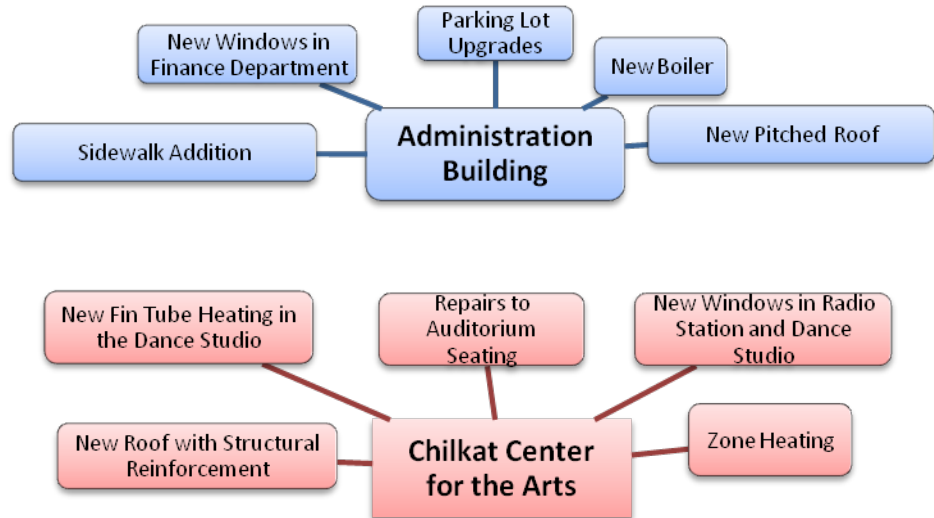 New Windows in
Finance Department
Parking Lot
Upgrades
New Boiler
Sidewalk Addition
Administration
Building
New Pitched Roof
New Fin Tube Heating in
the Dance Studio
Repairs to
Auditorium
Seating
New Windows in Radio
Station and Dance
Studio
New Roof with Structural
Reinforcement
Chilkat Center
for the Arts
Zone Heating